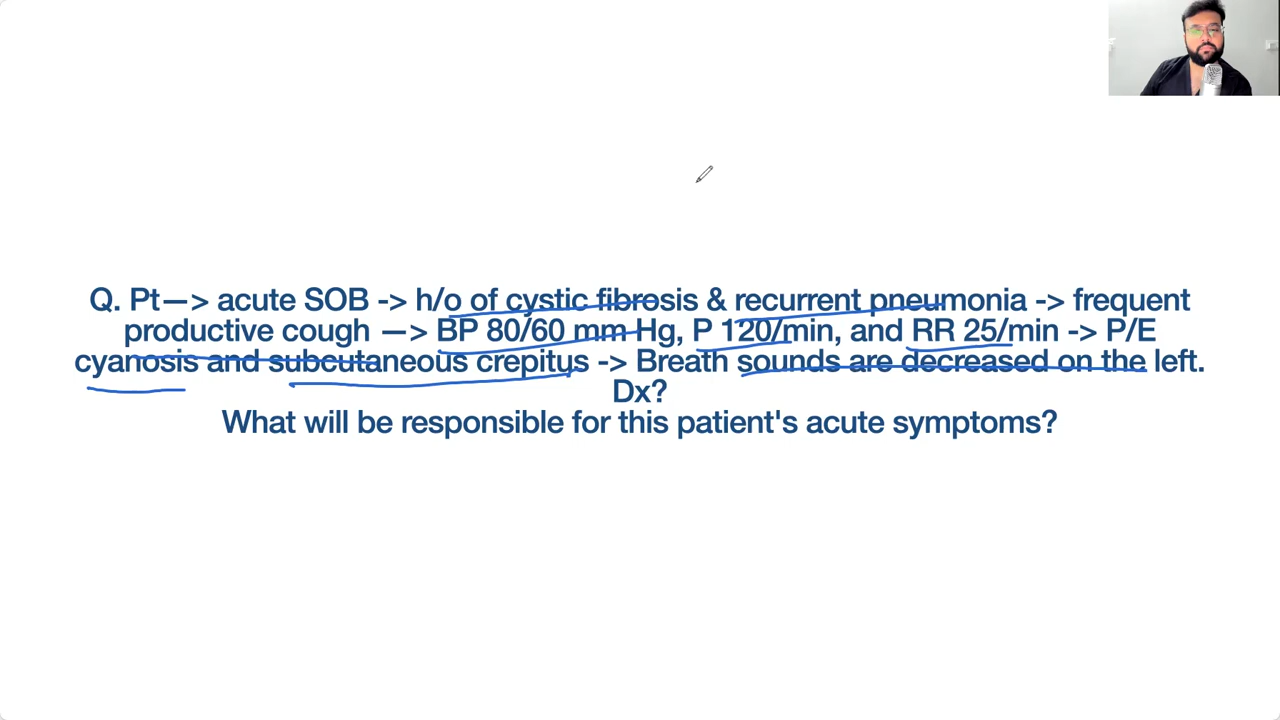 Q. Pt—> acute SOB -> h/o of cystic fibrosis & recurrent pneumonia -> frequent
productive cough —> BP 80/60 mm Hg, P 120/min, and RR 25/min -> P/E
cyanosis and subcutaneous crepitus -> Breath sounds are decreased on the left.
Dx?
What will be responsible for this patient's acute symptoms?